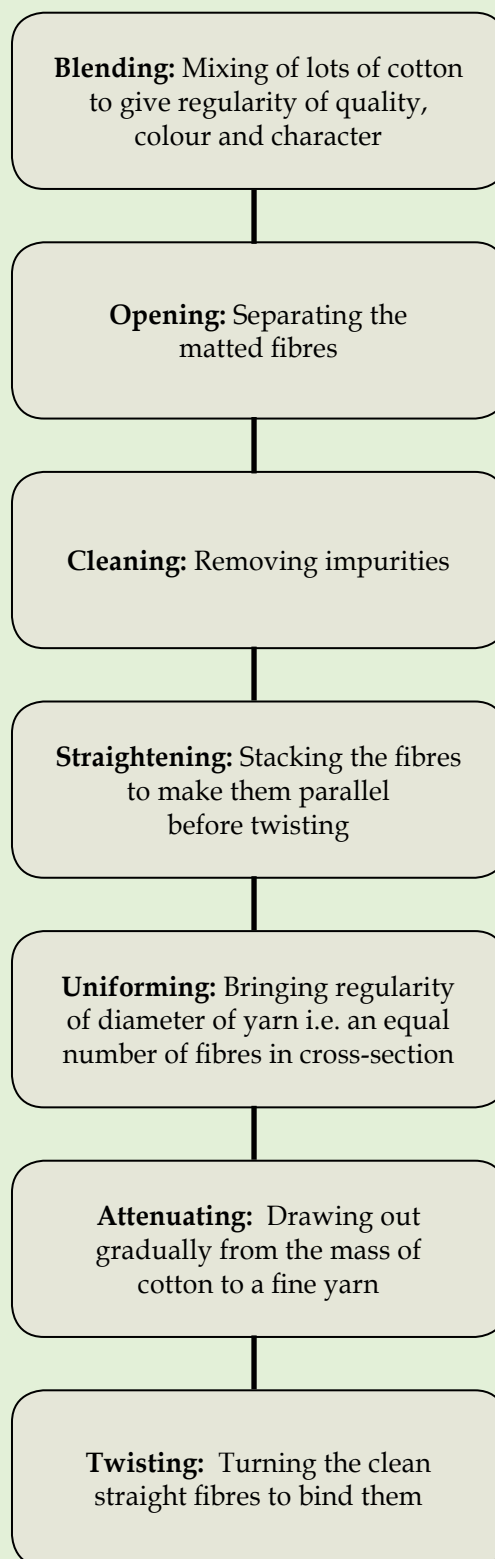 Blending: Mixing of lots of cotton
to give regularity of quality,
colour and character
Opening: Separating the
matted fibres
Cleaning: Removing impurities
Straightening: Stacking the fibres
to make them parallel
before twisting
Uniforming: Bringing regularity
of diameter of yarn i.e. an equal
number of fibres in cross-section
Attenuating: Drawing out
gradually from the mass of
cotton to a fine yarn
Twisting: Turning the clean
straight fibres to bind them